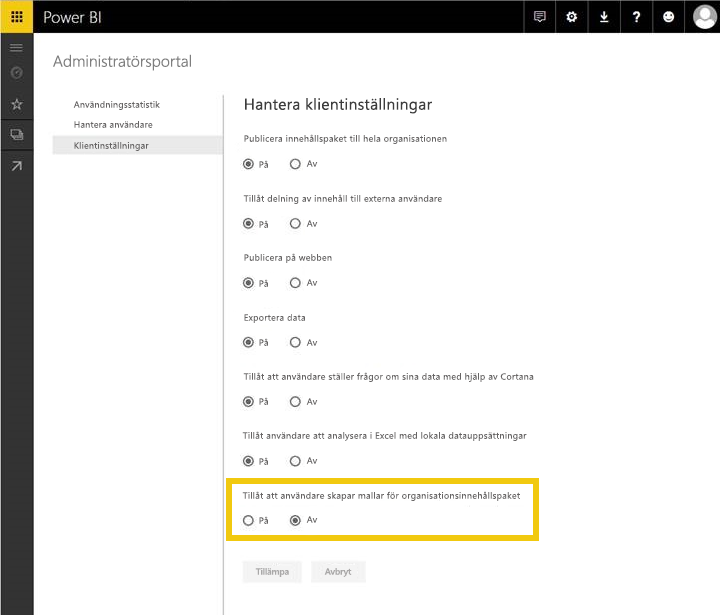 Power BI
Administratörsportal
Användningsstatistik
Hantera användare
Klientinställningar
Hantera klientinställningar
Publicera innehållspaket till hela organisationen
På Av
Tillåt delning av innehåll till externa användare
På Av
Publicera på webben
På Av
Exportera data
På Av
Tillåt att användare ställer frågor om sina data med hjälp av Cortana
På Av
Tillåt användare att analysera i Excel med lokala datauppsättningar
På Av
Tillåt att användare skapar mallar för organisationsinnehållspaket
På Av
Tillämpa Avbryt